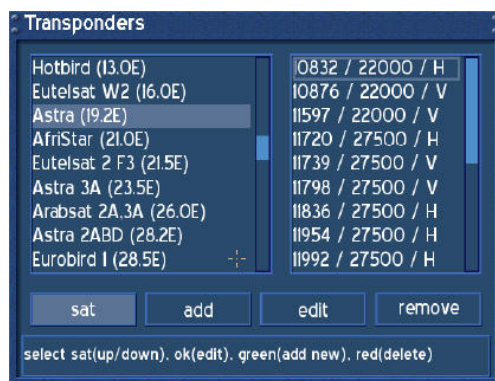 Transponders
Hotbird (13.0E)
Eutelsat W2 (16.0E)
Astra (19.2E)
AfriStar (21.0E)
Eutelsat 2 F3 (21.5E)
Astra 3A (23.5E)
Arabsat 2A,3A (26.0E)
Astra 2ABD (28.2E)
Eurobird 1 (28.5E)
10832 / 22000 / H
10876 / 22000 / V
11597 / 22000 / V
11720 / 27500 / H
11739 / 27500 / V
11798 / 27500 / V
11836 / 27500 / H
11954 / 27500 / H
11992 / 27500 / H
sat add edit remove
select sat(up/down), ok(edit), green(add new), red(delete)